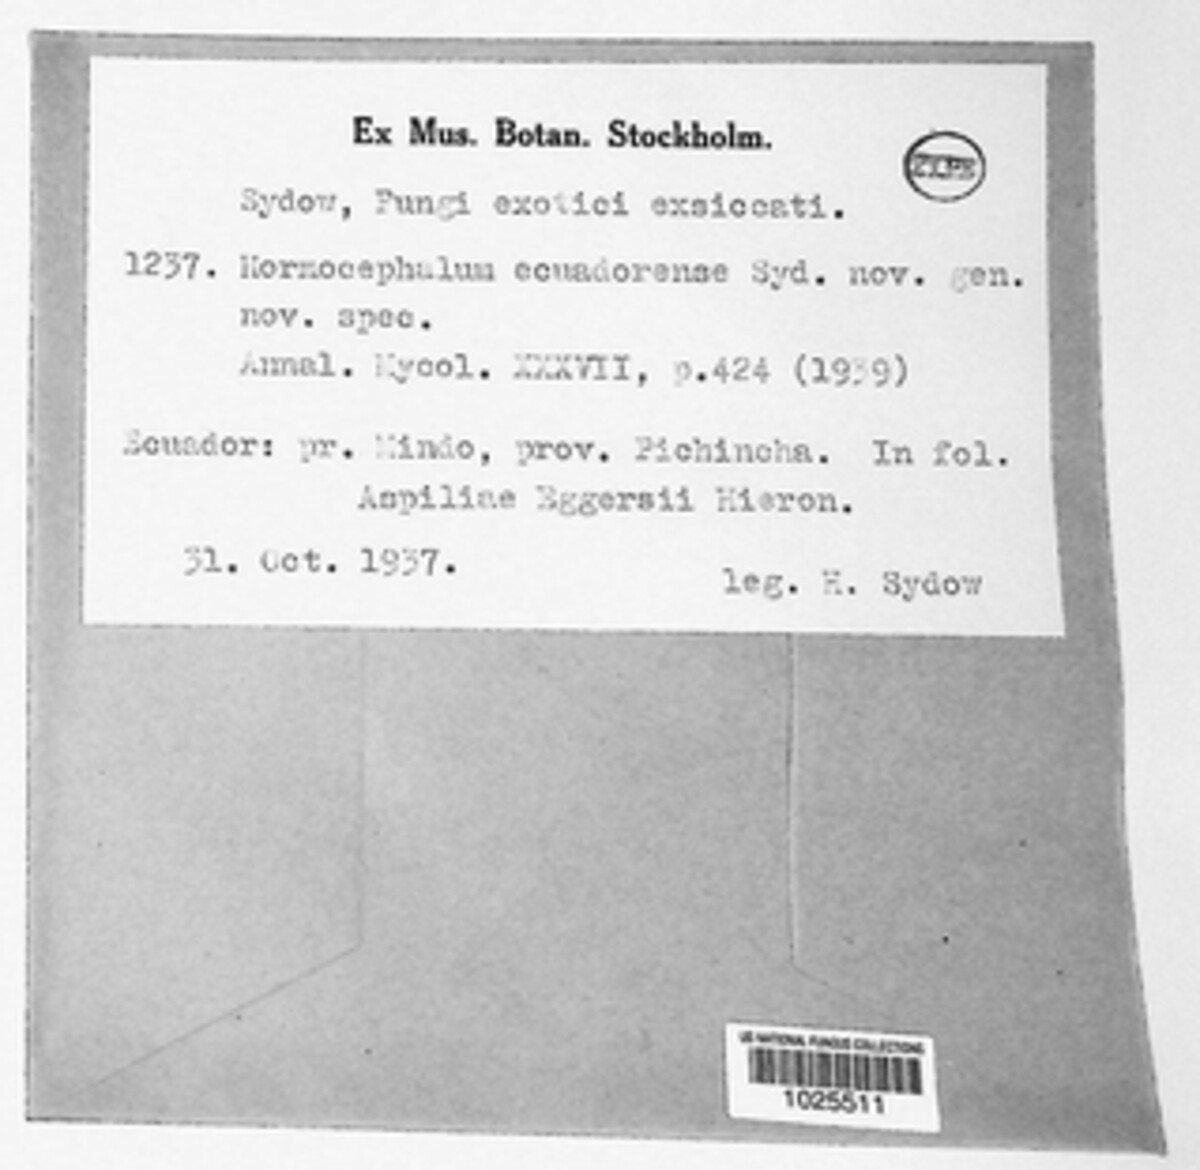 Ex Mus. Botan. Stockholm.
Sydow, Fungi exotici exsiccati.
1237. Hormocephalum ecuadorense Syd. nov. gen.
nov. spec.
Annal. Mycol. XXXVII, p.424 (1939)
Ecuador: pr. Mindo, prov. Pichincha. In fol.
Aspiliae Eggersii Hieron.
31. Oct. 1937.
leg. H. Sydow
US NATIONAL FUNGUS COLLECTIONS
1025511